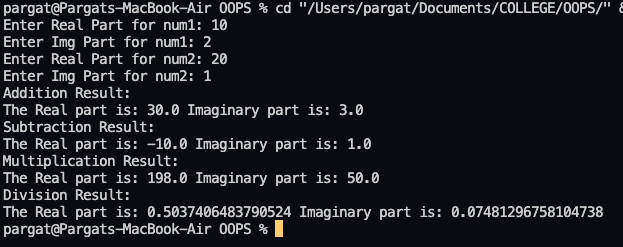 pargat@Pargats-MacBook-Air OOPS % cd "/Users/pargat/Documents/COLLEGE/OOPS/" &
Enter Real Part for num1: 10
Enter Img Part for num1: 2
Enter Real Part for num2: 20
Enter Img Part for num2: 1
Addition Result:
The Real part is: 30.0 Imaginary part is: 3.0
Subtraction Result:
The Real part is: -10.0 Imaginary part is: 1.0
Multiplication Result:
The Real part is: 198.0 Imaginary part is: 50.0
Division Result:
The Real part is: 0.5037406483790524 Imaginary part is: 0.07481296758104738
pargat@Pargats-MacBook-Air OOPS %